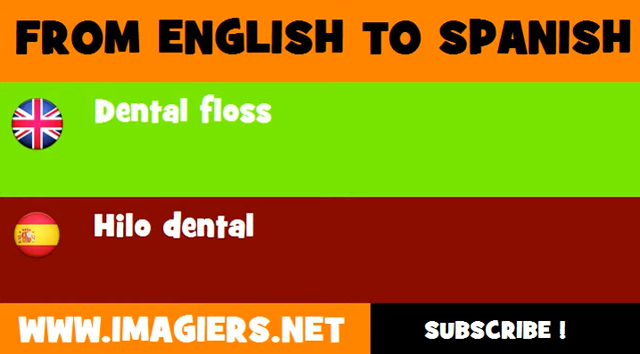 FROM ENGLISH TO SPANISH
Dental floss
Hilo dental
WWW.IMAGIERS.NET
SUBSCRIBE !